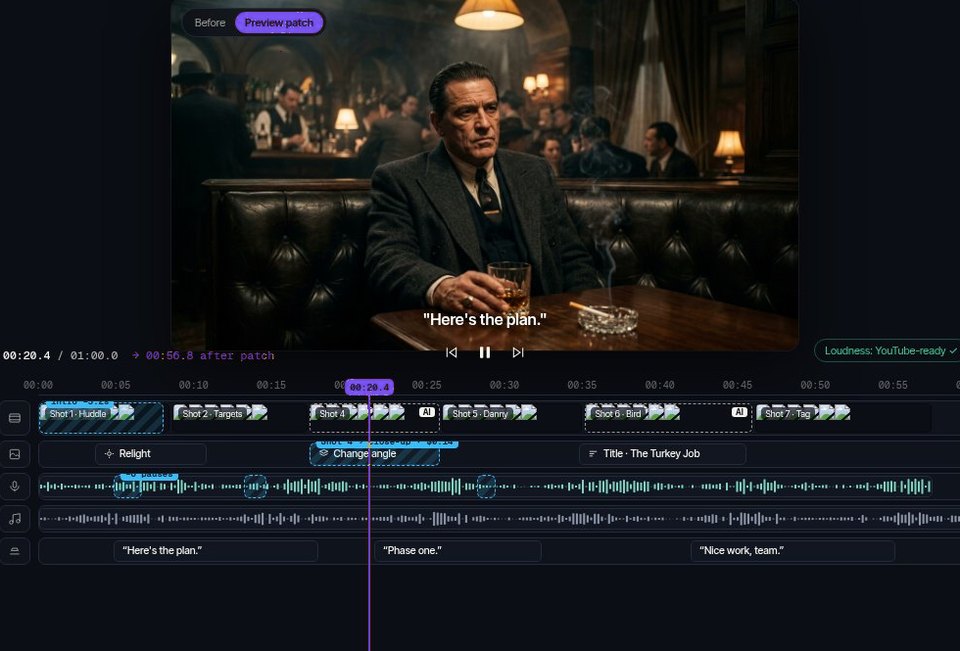 Before
Preview patch
"Here's the plan."
00:20.4 / 01:00.0 → 00:56.8 after patch
Loudness: YouTube-ready ✓
00:00 00:05 00:10 00:15 00:20.4 00:25 00:30 00:35 00:40 00:45 00:50 00:55
Shot 1 · Huddle
Shot 2 · Targets
Shot 4
AI
Shot 5 · Danny
Shot 6 · Bird
AI
Shot 7 · Tag
Relight
Change angle
Title · The Turkey Job
"Here's the plan."
"Phase one."
"Nice work, team."